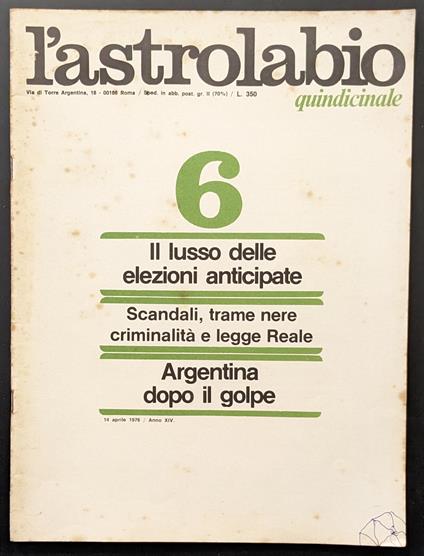 l'astrolabio
Via di Torre Argentina, 18 - 00186 Roma / Sped. in abb. post. gr. II (70%) / L. 350
quindicinale
6
Il lusso delle
elezioni anticipate
Scandali, trame nere
criminalità e legge Reale
Argentina
dopo il golpe
14 aprile 1976 / Anno XIV.